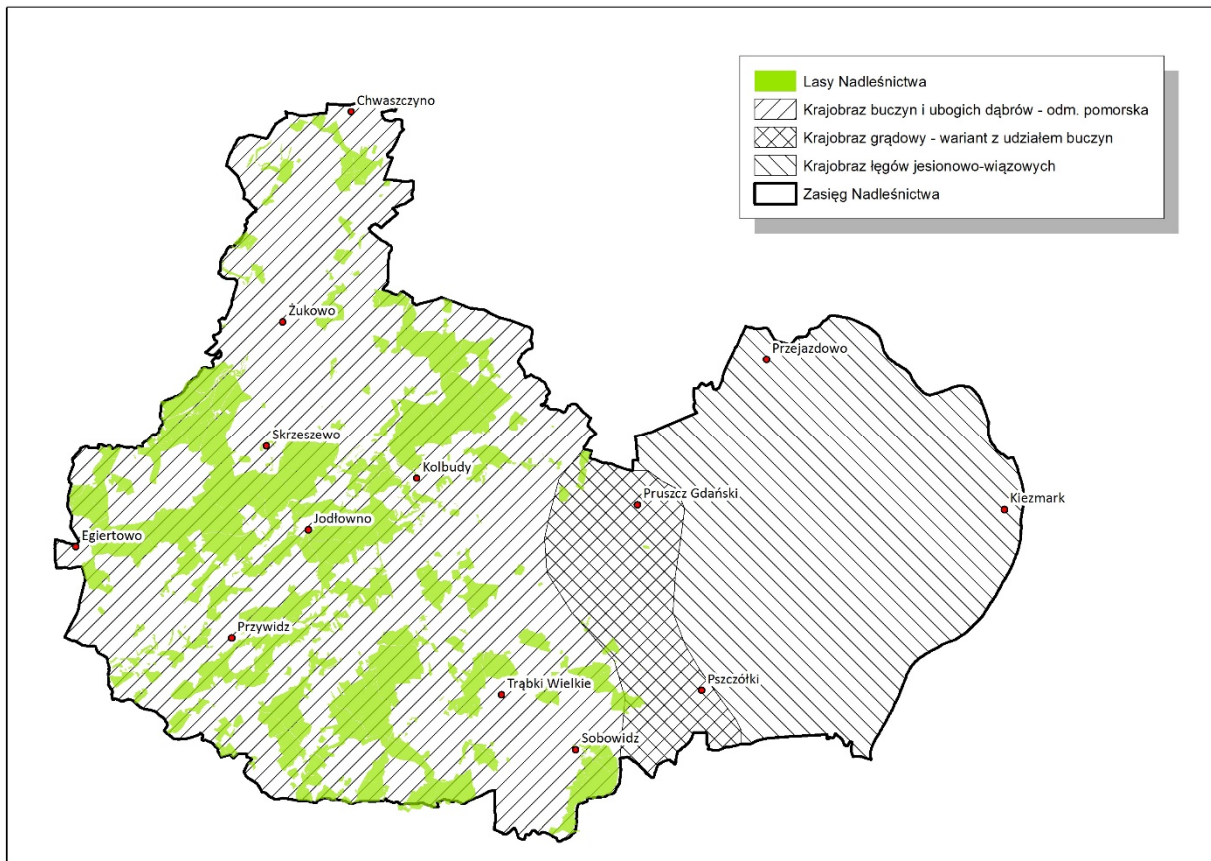 Lasy Nadleśnictwa
Krajobraz buczyn i ubogich dąbrów - odm. pomorska
Krajobraz grądowy - wariant z udziałem buczyn
Krajobraz łęgów jesionowo-wiązowych
Zasięg Nadleśnictwa
Chwaszczyno
Żukowo
Przejazdowo
Skrzeszewo
Kolbudy
Pruszcz Gdański
Kiezmark
Jodłowno
Egiertowo
Przywidz
Trąbki Wielkie
Pszczółki
Sobowidz